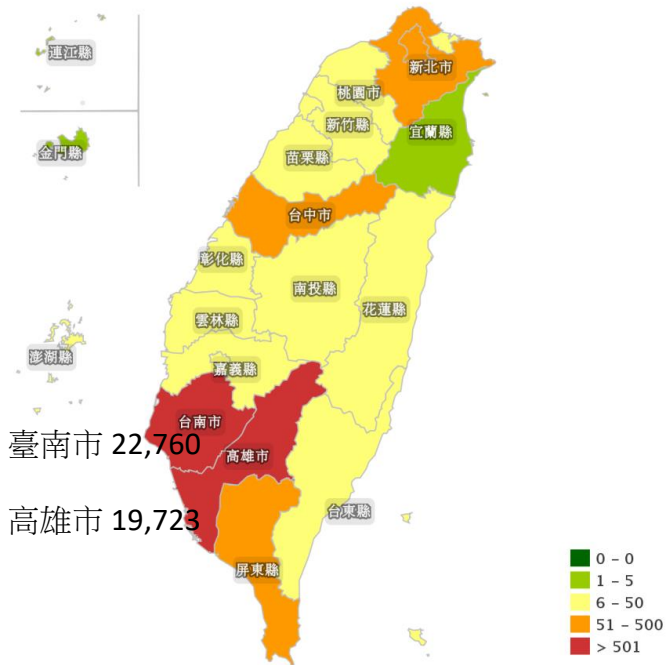 連江縣
新北市
桃園市
新竹縣
宜蘭縣
金門縣
苗栗縣
台中市
彰化縣
南投縣
花蓮縣
雲林縣
澎湖縣
嘉義縣
台南市
臺南市 22,760
高雄市
高雄市 19,723
台東縣
屏東縣
0 - 0
1 - 5
6 - 50
51 - 500
> 501